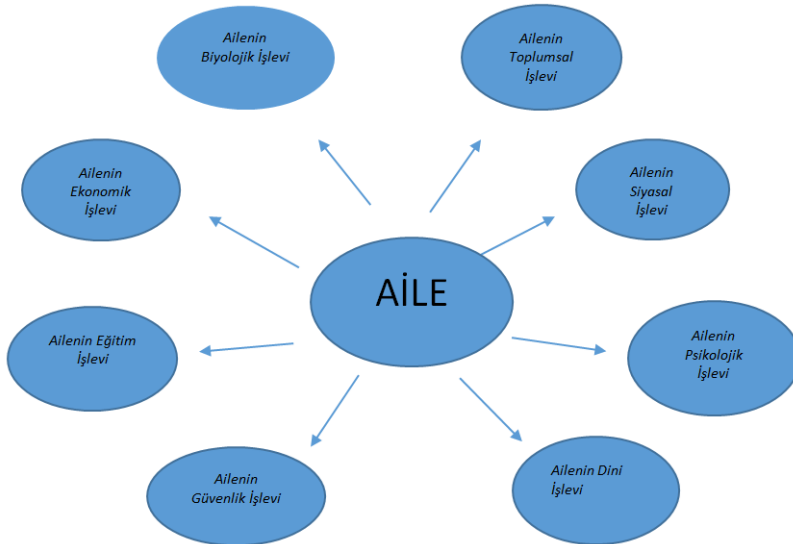 Ailenin
Biyolojik İşlevi
Ailenin
Toplumsal
İşlevi
Ailenin
Ekonomik
İşlevi
Ailenin
Siyasal
İşlevi
AİLE
Ailenin Eğitim
İşlevi
Ailenin
Psikolojik
İşlevi
Ailenin
Güvenlik İşlevi
Ailenin Dini
İşlevi